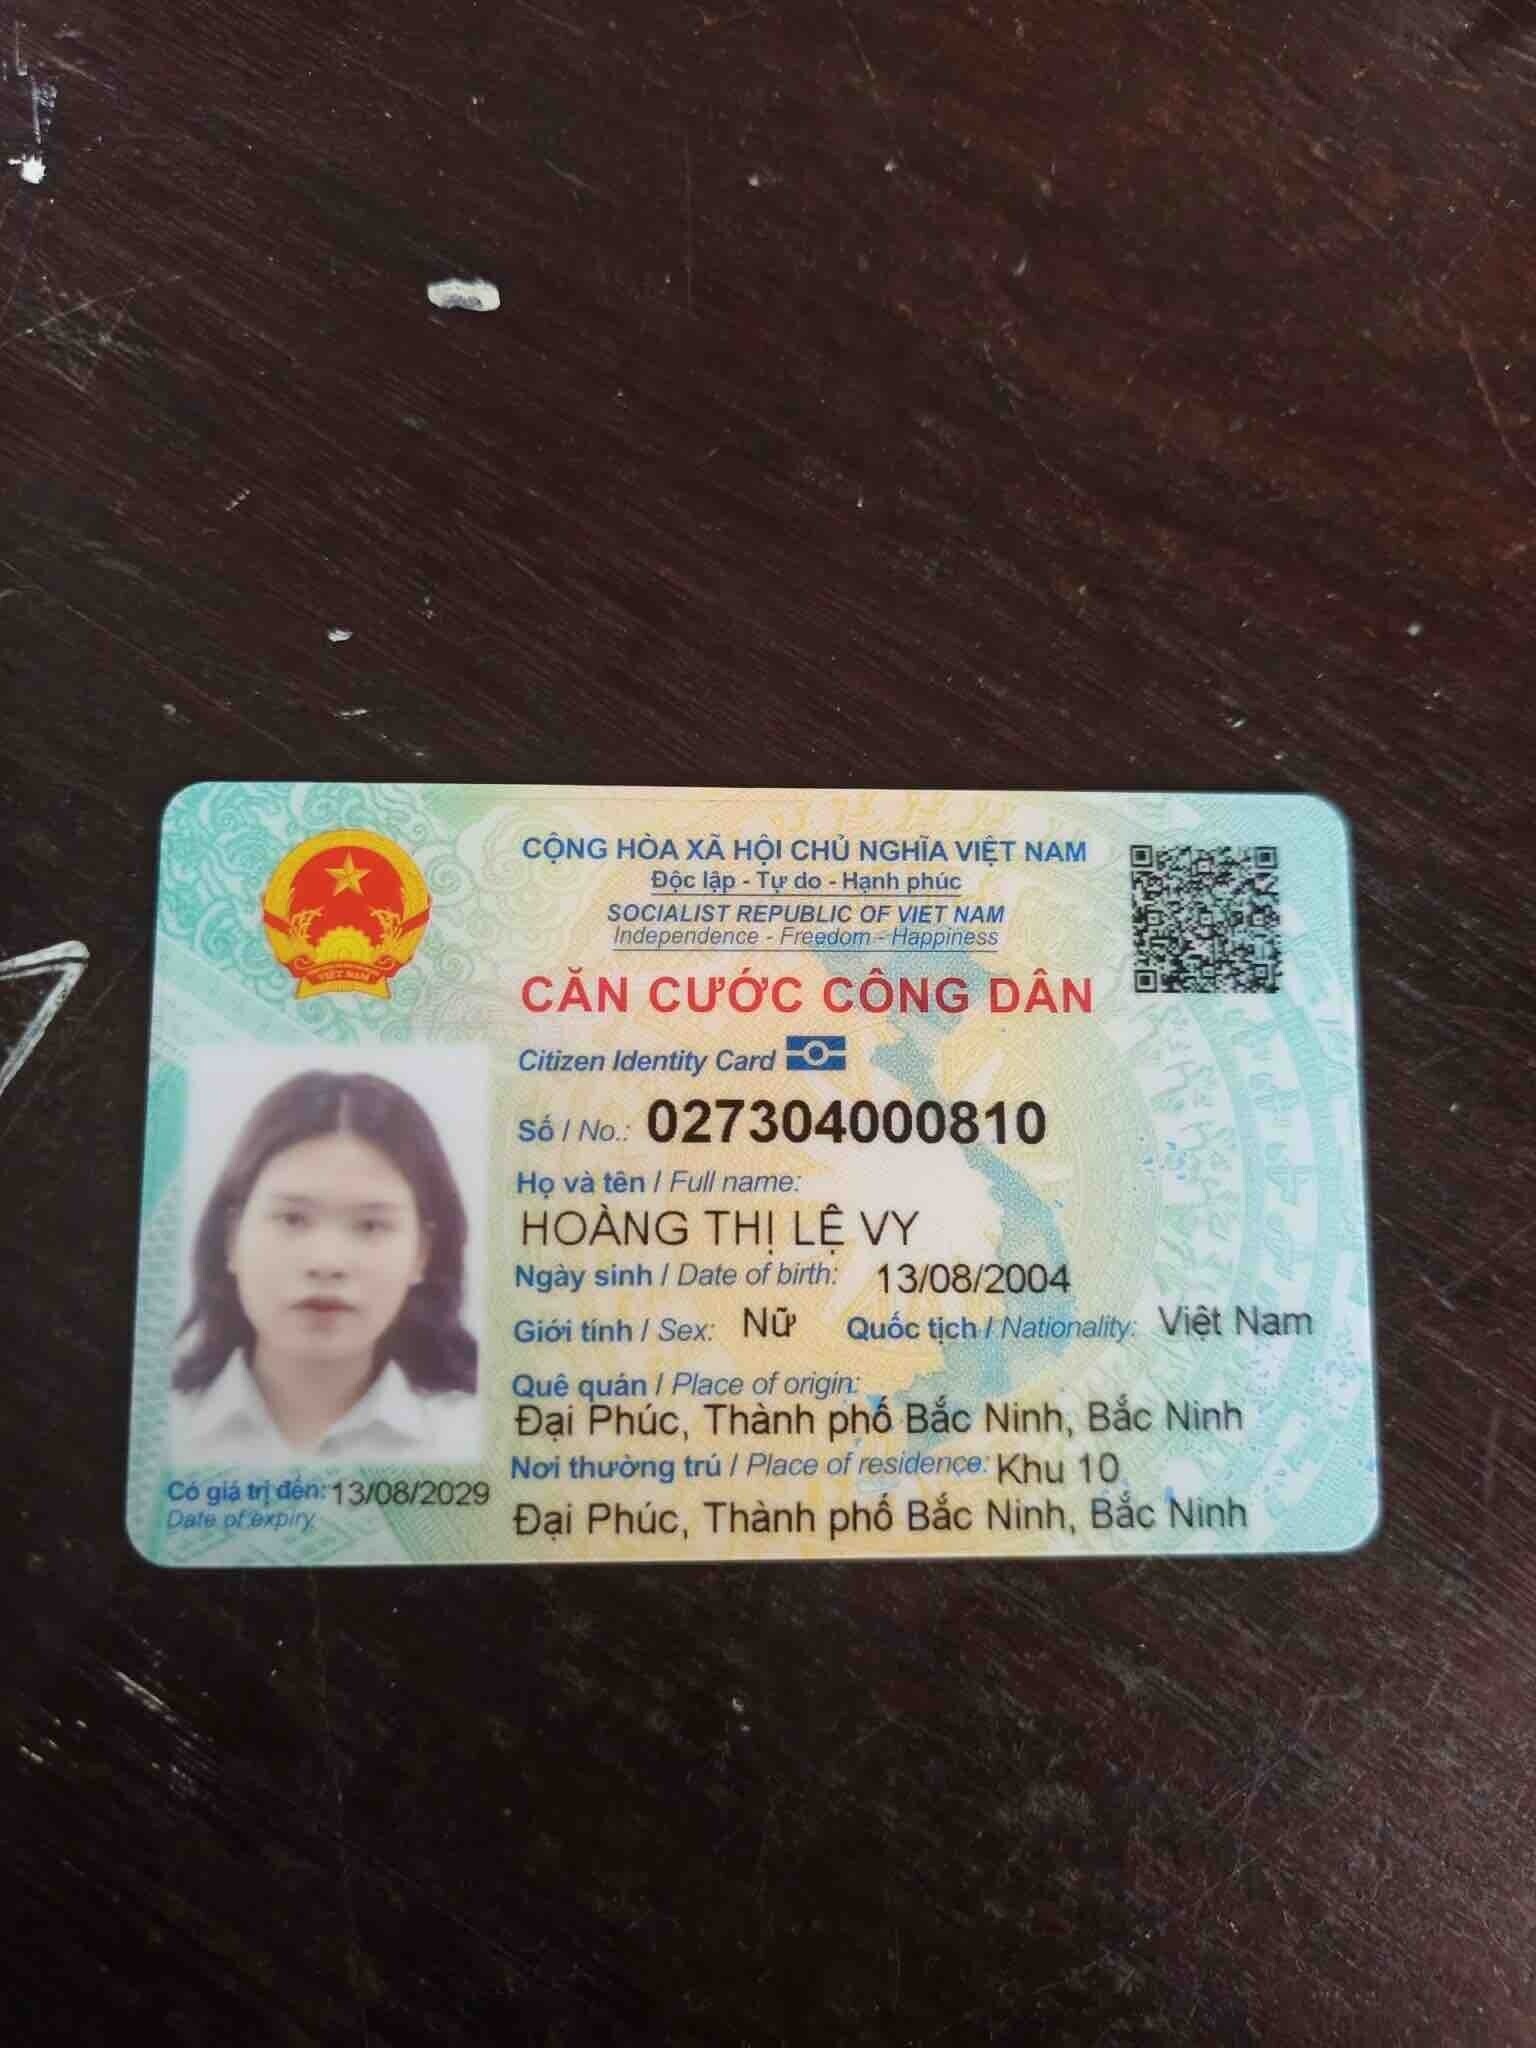 CỘNG HÒA XÃ HỘI CHỦ NGHĨA VIỆT NAM
Độc lập - Tự do - Hạnh phúc
SOCIALIST REPUBLIC OF VIET NAM
Independence - Freedom - Happiness
VIỆT NAM
CĂN CƯỚC CÔNG DÂN
Citizen Identity Card
Số / No.: 027304000810
Họ và tên / Full name:
HOÀNG THỊ LỆ VY
Ngày sinh / Date of birth: 13/08/2004
Giới tính / Sex: Nữ Quốc tịch / Nationality: Việt Nam
Quê quán / Place of origin:
Đại Phúc, Thành phố Bắc Ninh, Bắc Ninh
Nơi thường trú / Place of residence: Khu 10
Đại Phúc, Thành phố Bắc Ninh, Bắc Ninh
Có giá trị đến: 13/08/2029
Date of expiry